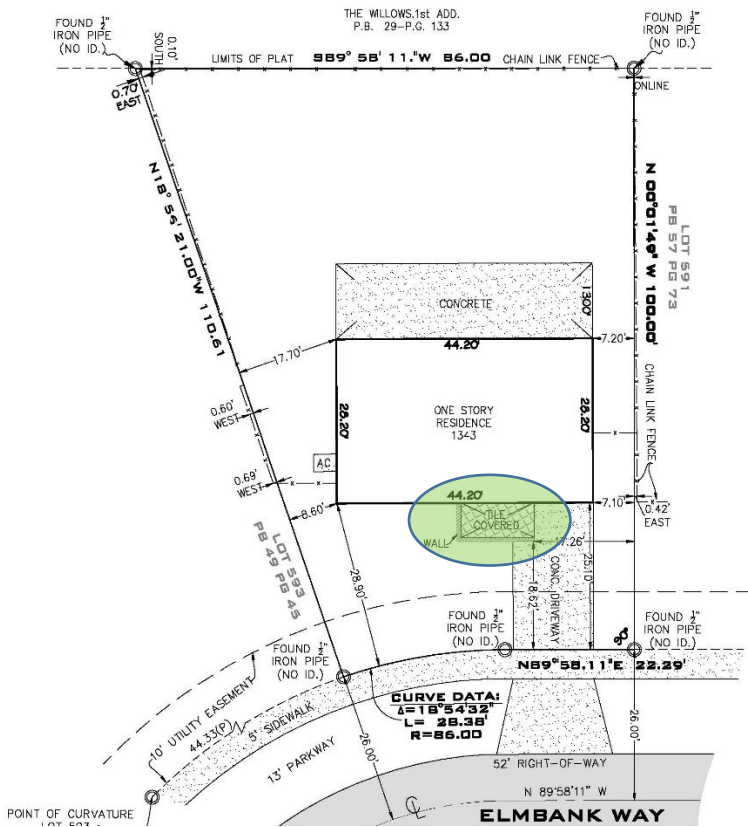 THE WILLOWS.1st ADD.
P.B. 29-P.G. 133
FOUND 1/2"
IRON PIPE
(NO ID.)
0.10'
SOUTH
LIMITS OF PLAT
S89° 58' 11."W 86.00
CHAIN LINK FENCE
FOUND 1/2"
IRON PIPE
(NO ID.)
0.70'
EAST
ONLINE
N18° 54' 21.00"W 110.61
N 00°01'49" W 100.00'
LOT 591
PB 57 PG 73
CONCRETE
1300'
44.20'
7.20'
17.70'
28.20'
ONE STORY
RESIDENCE
1343
28.20'
CHAIN LINK FENCE
0.60'
WEST
AC
0.69'
WEST
44.20'
7.10'
0.42'
EAST
8.60'
TILE
COVERED
WALL
17.26'
LOT 593
PB 49 PG 45
28.90'
18.62'
CONC. DRIVEWAY
25.10'
FOUND 1/2"
IRON PIPE
(NO ID.)
90°
FOUND 1/2"
IRON PIPE
(NO ID.)
FOUND 1/2"
IRON PIPE
(NO ID.)
N89°58.11"E 22.29'
10' UTILITY EASEMENT
44.33(P)
5' SIDEWALK
CURVE DATA:
Δ=18°54'32"
L= 28.38'
R=86.00
13' PARKWAY
26.00'
26.00'
52' RIGHT-OF-WAY
N 89°58'11" W
POINT OF CURVATURE
CL
ELMBANK WAY